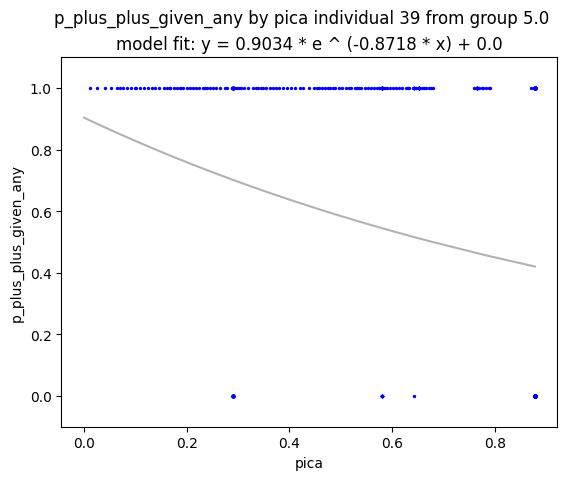 p_plus_plus_given_any by pica individual 39 from group 5.0
model fit: y = 0.9034 * e ^ (-0.8718 * x) + 0.0
1.0
0.8
0.6
0.4
0.2
0.0
p_plus_plus_given_any
0.0 0.2 0.4 0.6 0.8
pica